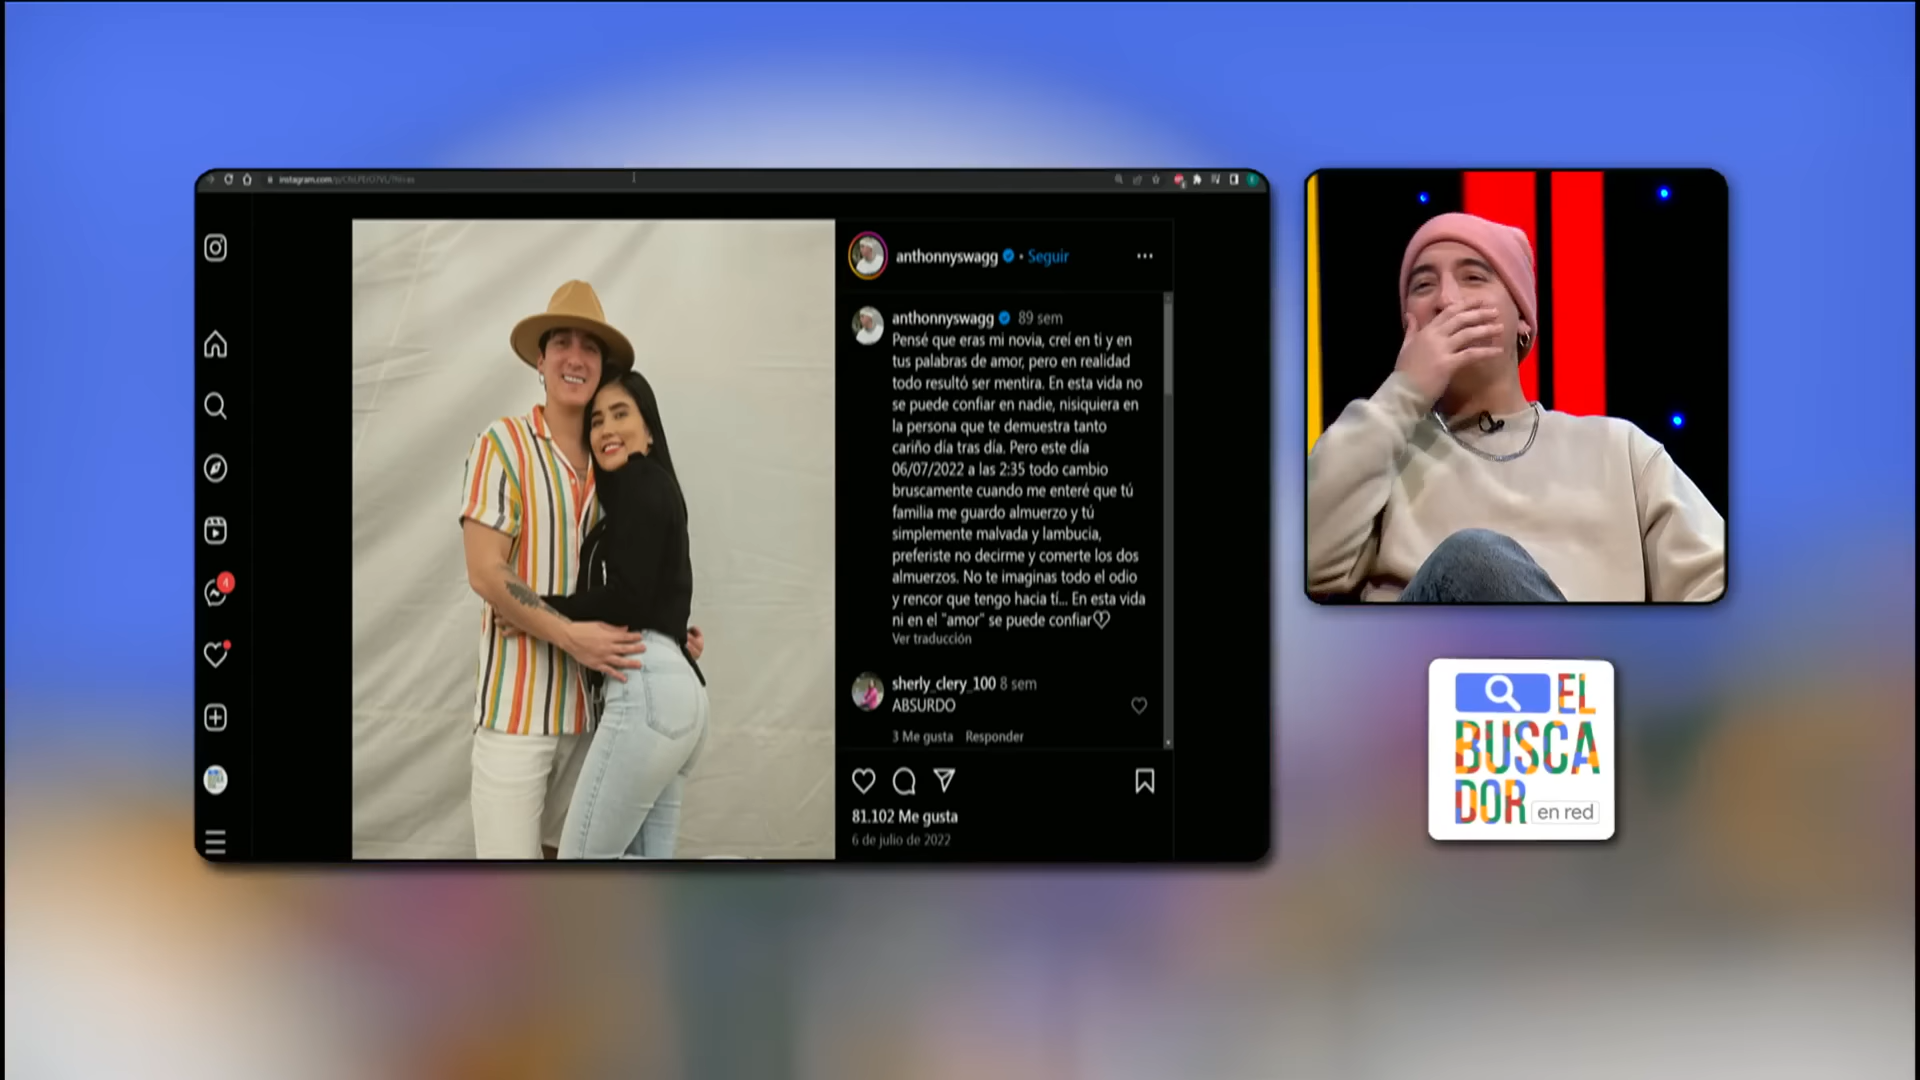 instagram.com
anthonnyswagg • Seguir
anthonnyswagg 89 sem
Pensé que eras mi novia, creí en ti y en
tus palabras de amor, pero en realidad
todo resultó ser mentira. En esta vida no
se puede confiar en nadie, nisiquiera en
la persona que te demuestra tanto
cariño día tras día. Pero este día
06/07/2022 a las 2:35 todo cambio
bruscamente cuando me enteré que tú
familia me guardo almuerzo y tú
simplemente malvada y lambucia,
preferiste no decirme y comerte los dos
almuerzos. No te imaginas todo el odio
y rencor que tengo hacia tí... En esta vida
ni en el "amor" se puede confiar
Ver traducción
sherly_clery_100 8 sem
ABSURDO
3 Me gusta Responder
81.102 Me gusta
6 de julio de 2022
4
EL
BUSCA
DOR en red